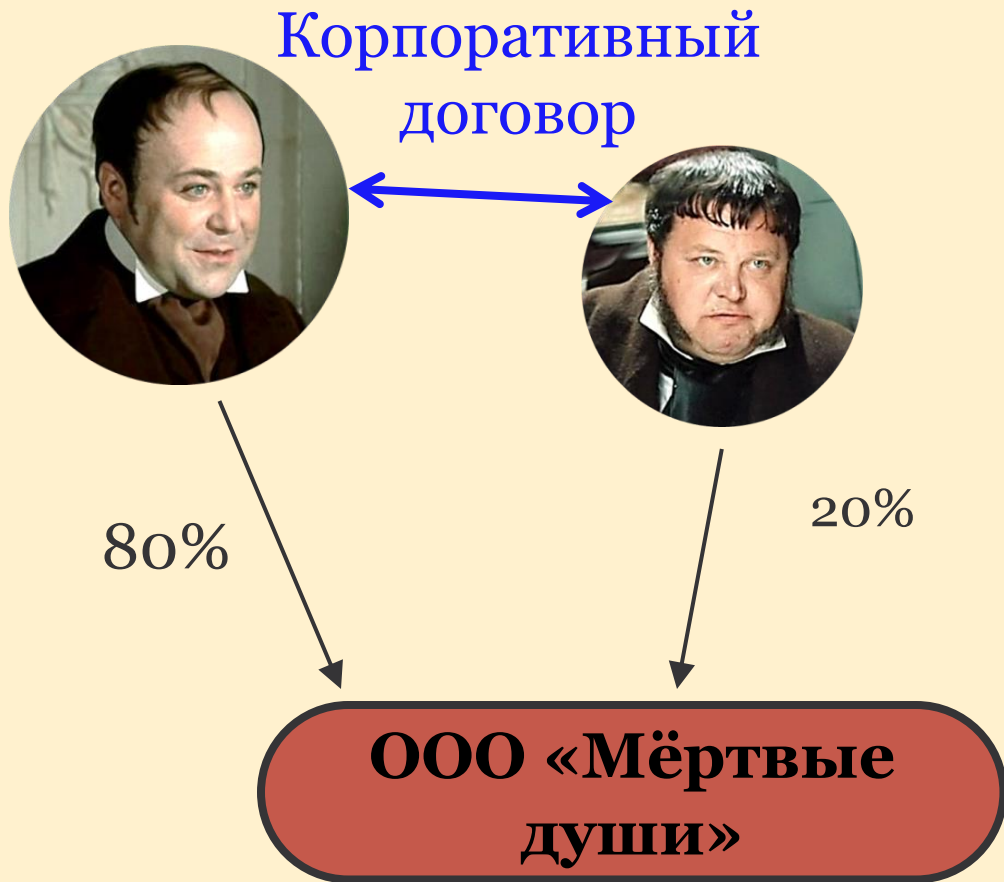 Корпоративный
договор
80%
20%
ООО «Мёртвые
души»